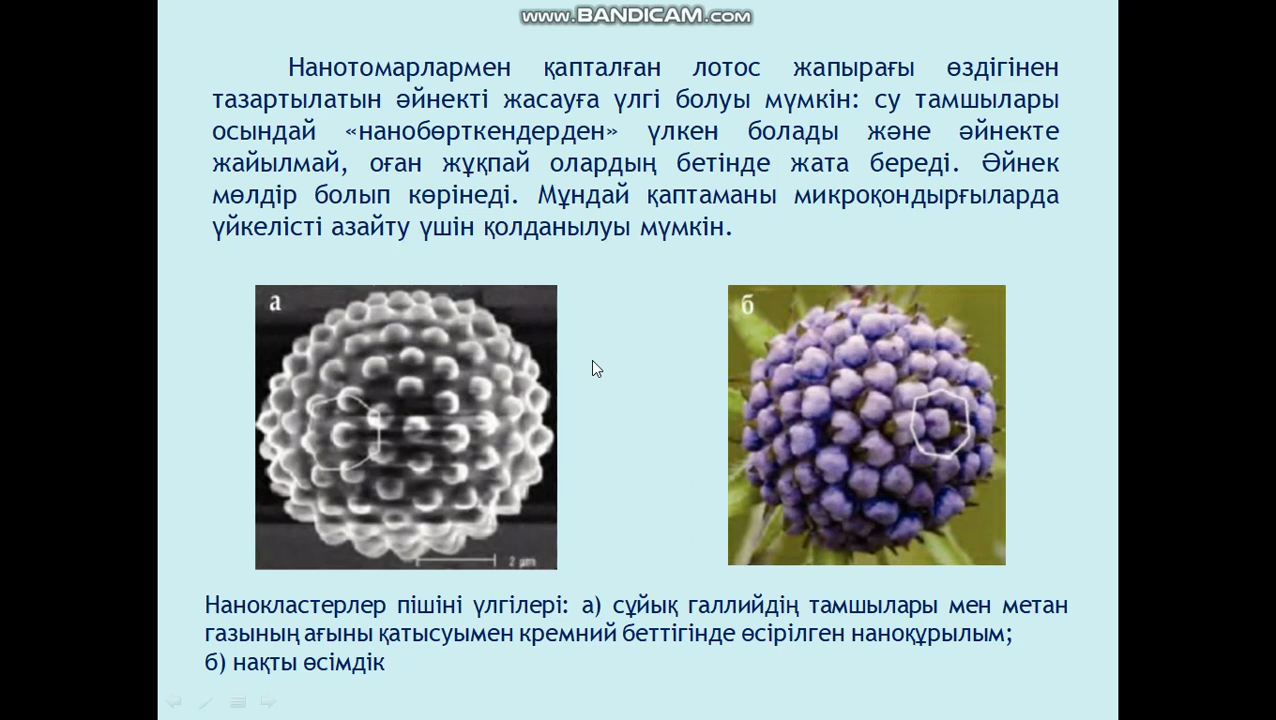 www.BANDICAM.com
Нанотомарлармен қапталған лотос жапырағы өздігінен
тазартылатын әйнекті жасауға үлгі болуы мүмкін: су тамшылары
осындай «нанобөрткендерден» үлкен болады және әйнекте
жайылмай, оған жұқпай олардың бетінде жата береді. Әйнек
мөлдір болып көрінеді. Мұндай қаптаманы микроқондырғыларда
үйкелісті азайту үшін қолданылуы мүмкін.
а
б
2 µm
Нанокластерлер пішіні үлгілері: а) сұйық галлийдің тамшылары мен метан
газының ағыны қатысуымен кремний беттігінде өсірілген наноқұрылым;
б) нақты өсімдік